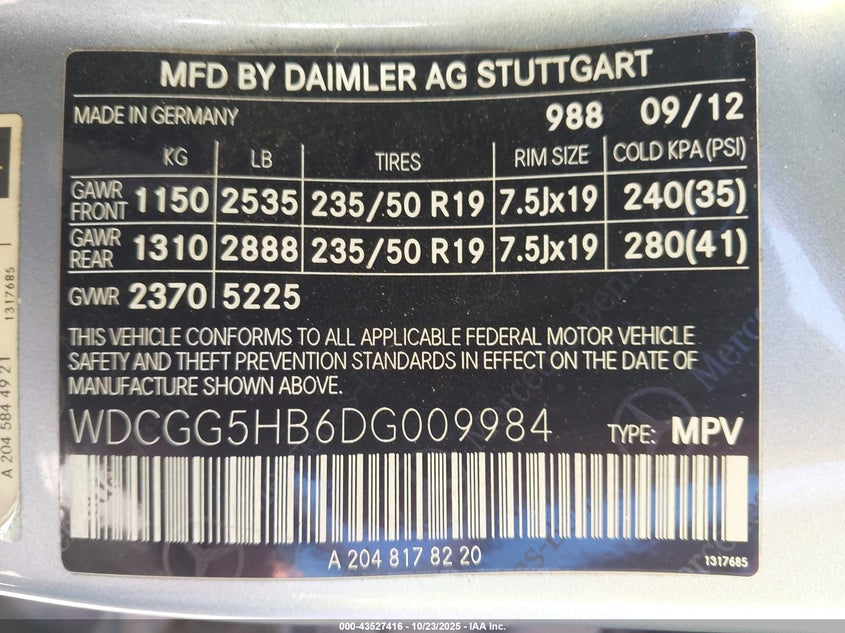 MFD BY DAIMLER AG STUTTGART
MADE IN GERMANY 988 09/12
KG LB TIRES RIM SIZE COLD KPA (PSI)
GAWR FRONT 1150 2535 235/50 R19 7.5Jx19 240(35)
GAWR REAR 1310 2888 235/50 R19 7.5Jx19 280(41)
GVWR 2370 5225
THIS VEHICLE CONFORMS TO ALL APPLICABLE FEDERAL MOTOR VEHICLE
SAFETY AND THEFT PREVENTION STANDARDS IN EFFECT ON THE DATE OF
MANUFACTURE SHOWN ABOVE.
WDCGG5HB6DG009984 TYPE: MPV
A 204 817 82 20
1317685
A 204 584 49 21
1317685
000-43527416 - 10/23/2025 - IAA Inc.